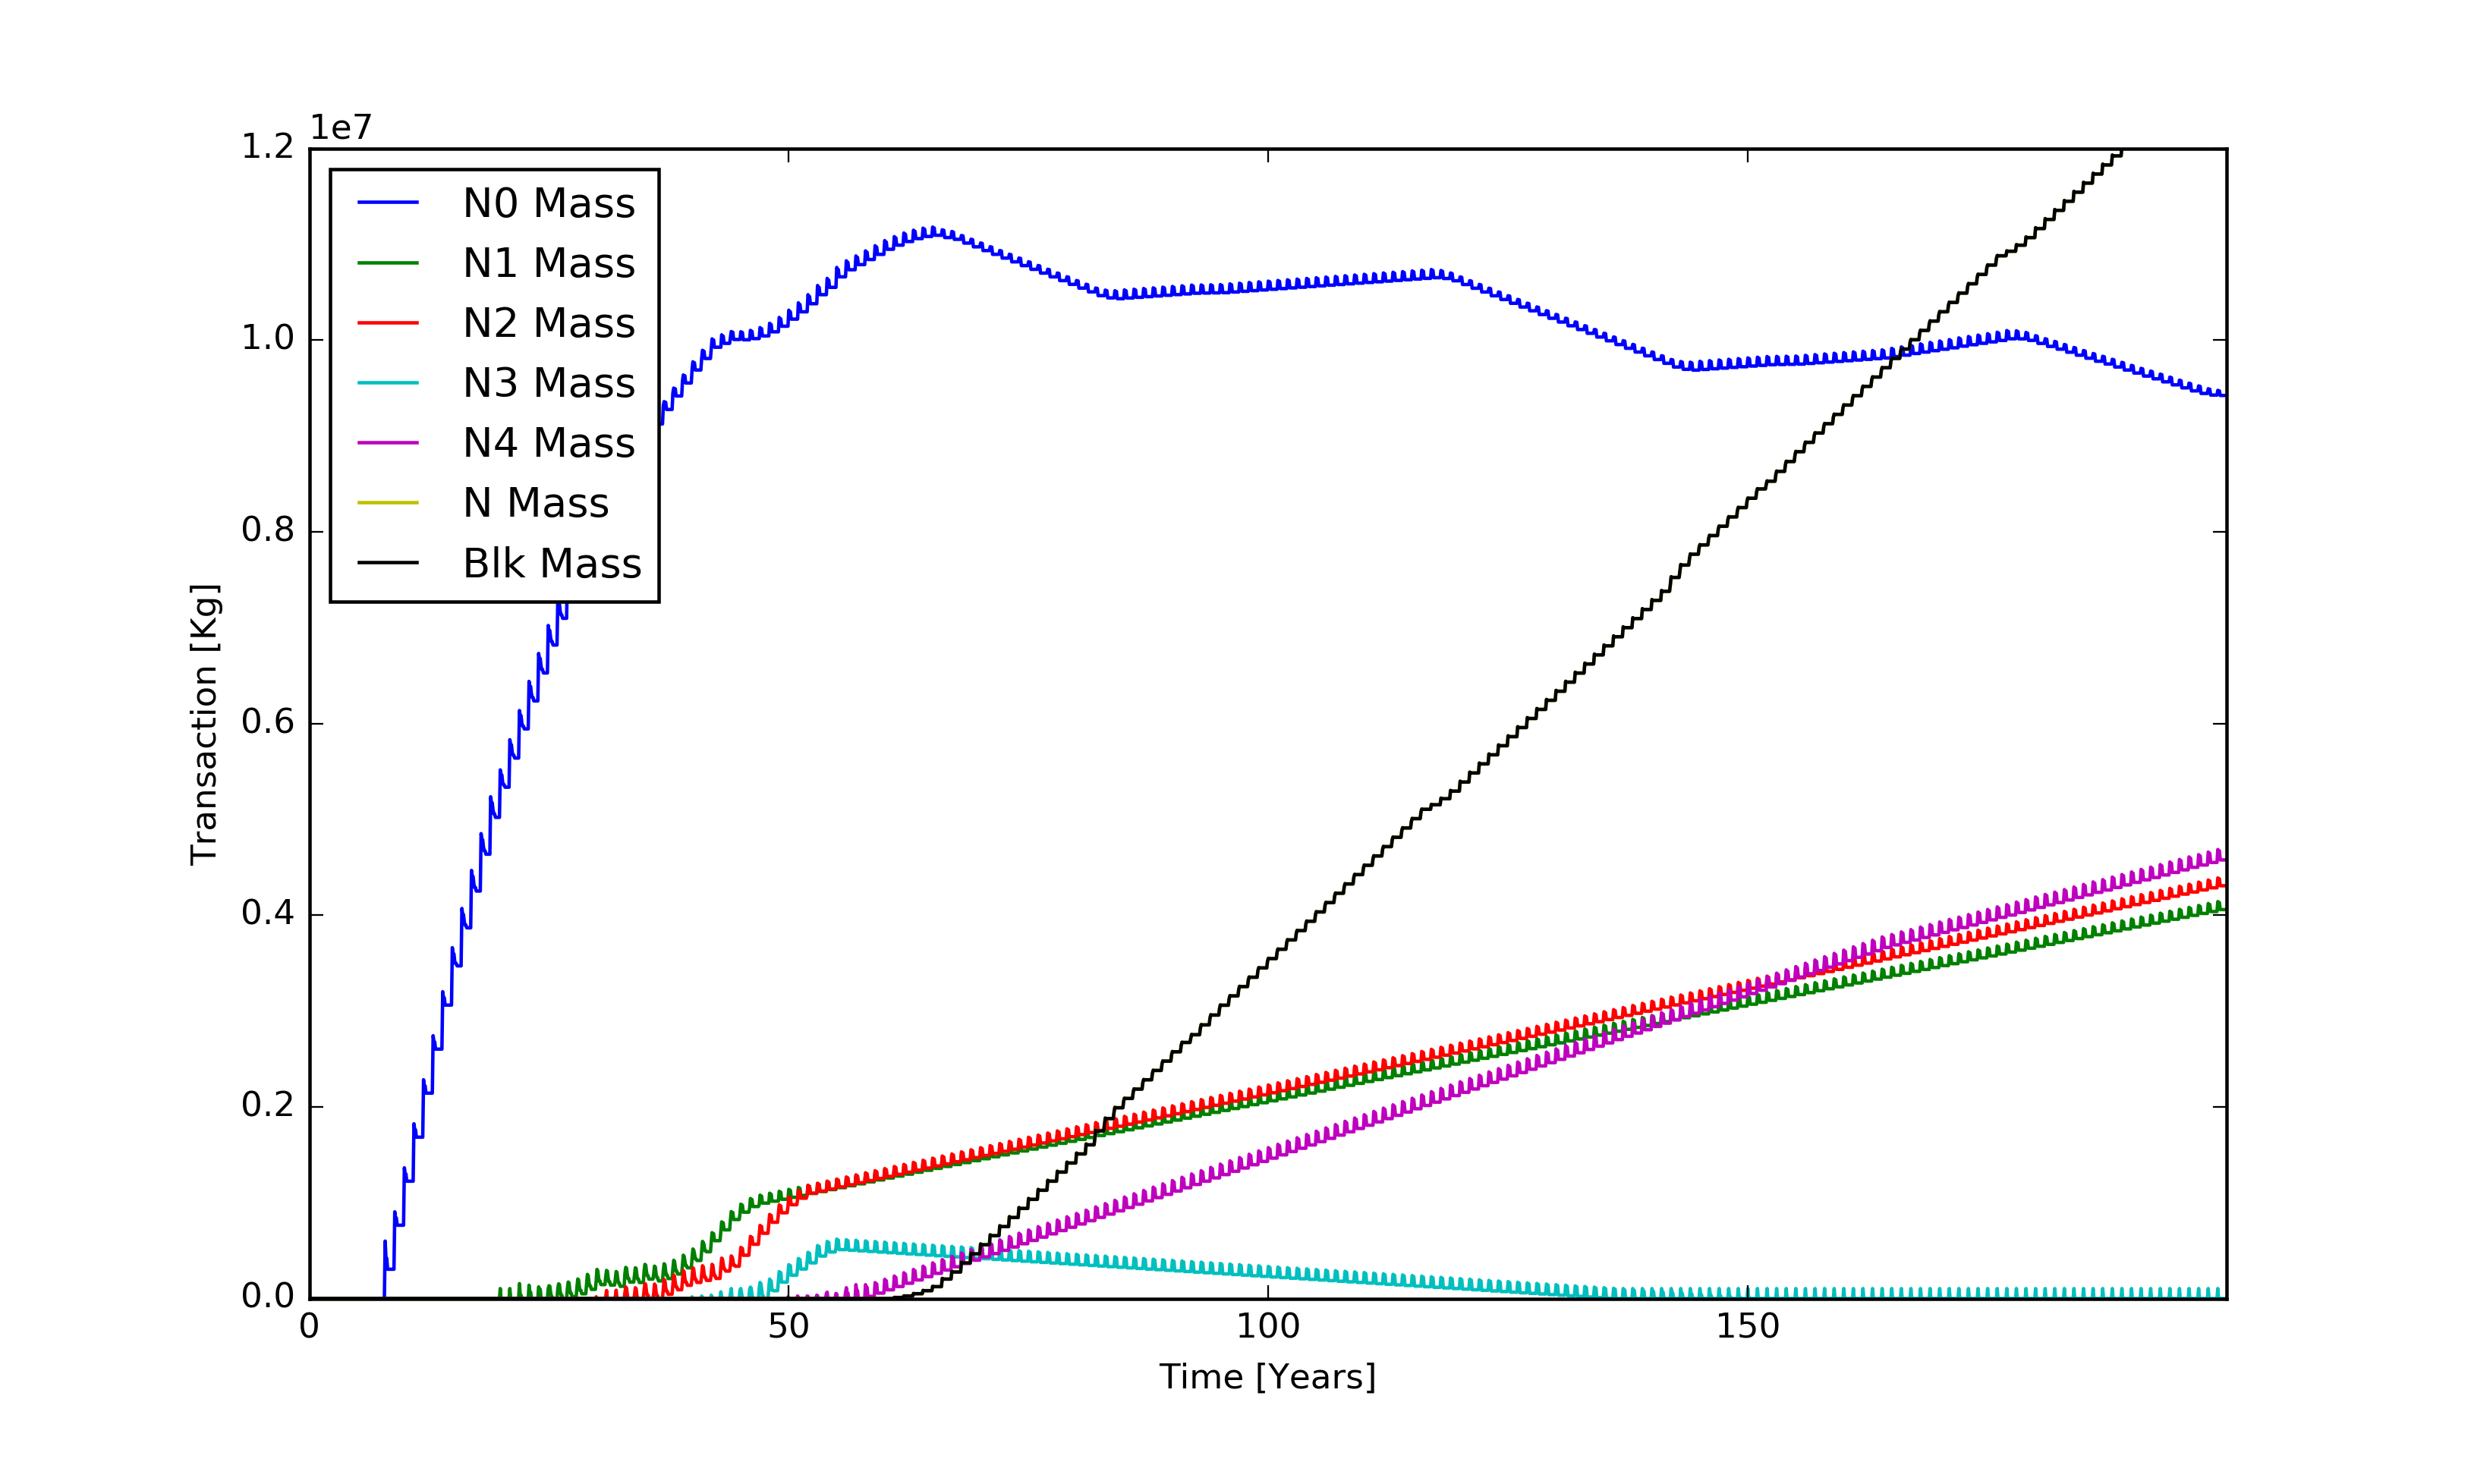 1e7
1.2
1.0
0.8
0.6
0.4
0.2
0.0
Transaction [Kg]
N0 Mass
N1 Mass
N2 Mass
N3 Mass
N4 Mass
N Mass
Blk Mass
0 50 100 150
Time [Years]